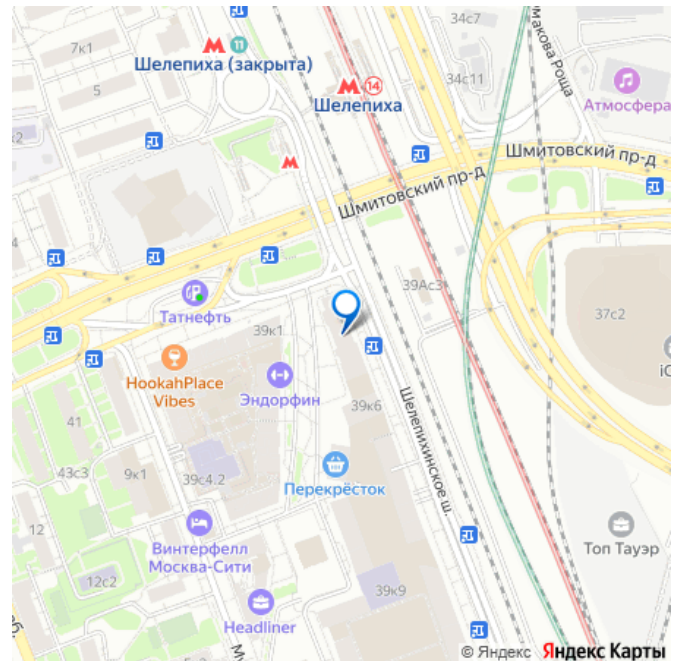 34с7
7к1
11
Шелепиха (закрыта)
14
34с11
5
Шелепиха
Атмосфера
Шмитовский пр-д
Шмитовский пр-д
4
39Ас3
Татнефть
37с2
39к1
HookahPlace
Vibes
Эндорфин
39к6
Шелепихинское ш.
41
43с3
9к1
39с4.2
Перекрёсток
12
Винтерфелл
Москва-Сити
Топ Тауэр
12с2
39к9
Headliner
© Яндекс Яндекс Карты